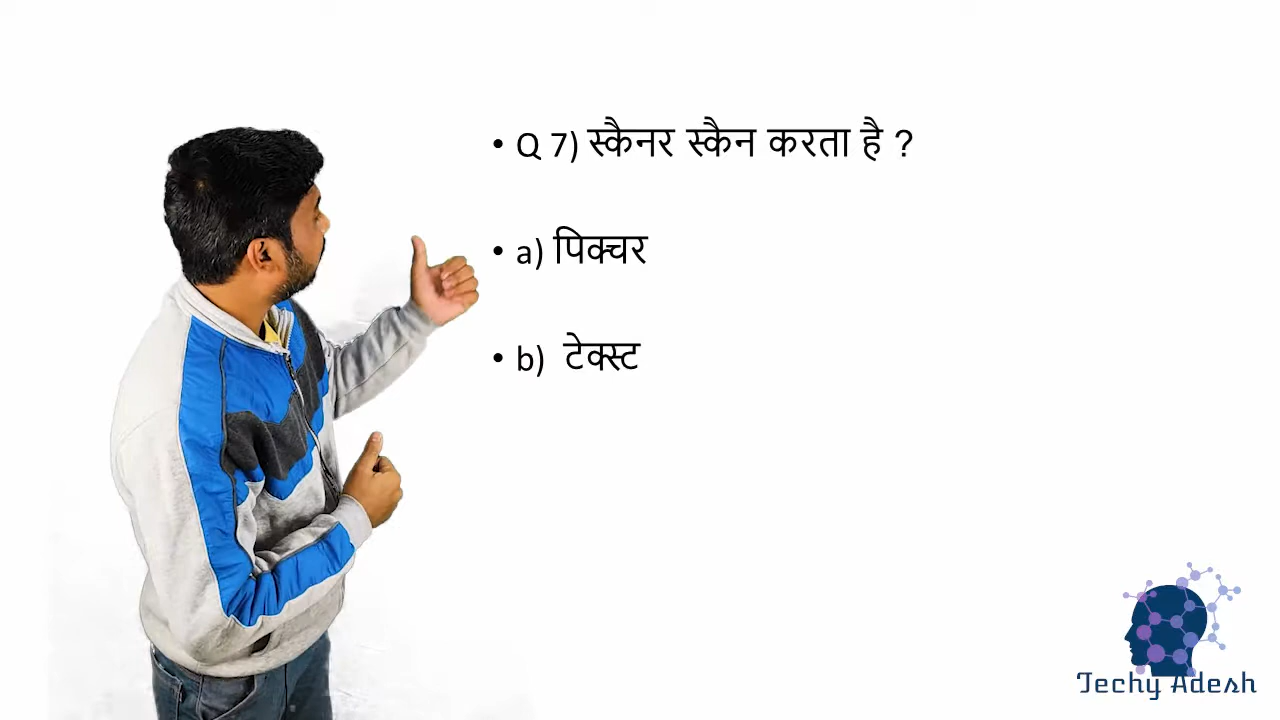 • Q 7) स्कैनर स्कैन करता है ?
• a) पिक्चर
• b) टेक्स्ट
Techy Adesh